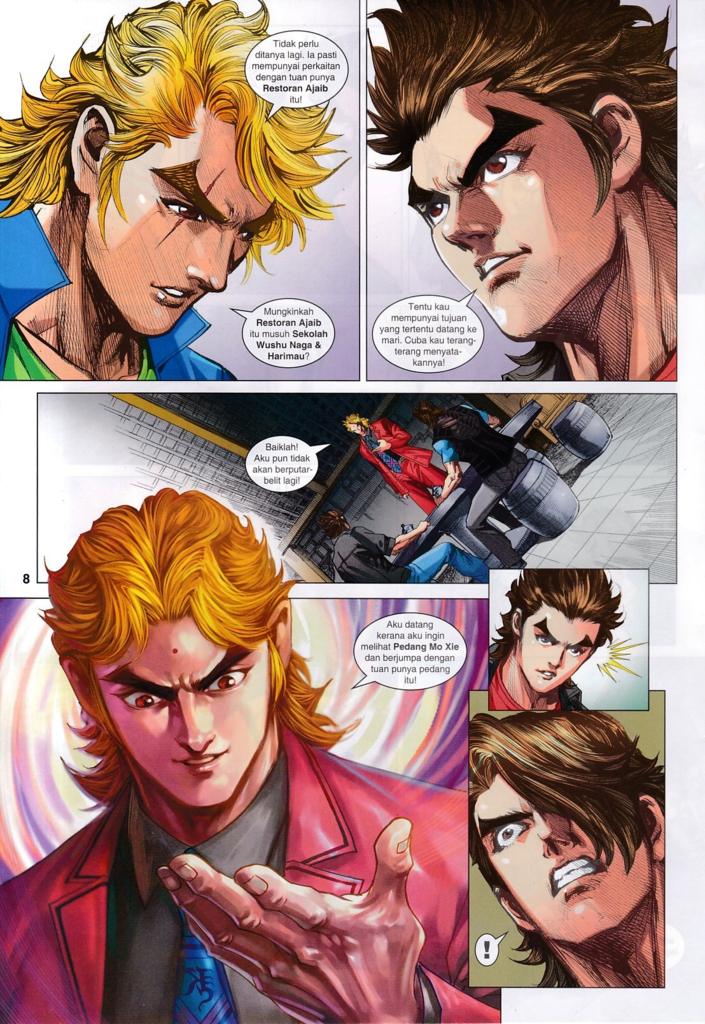 Tidak perlu
ditanya lagi. Ia pasti
mempunyai perkaitan
dengan tuan punya
Restoran Ajaib
itu!
Mungkinkah
Restoran Ajaib
itu musuh Sekolah
Wushu Naga &
Harimau?
Tentu kau
mempunyai tujuan
yang tertentu datang ke
mari. Cuba kau terang-
terang menyata-
kannya!
Baiklah!
Aku pun tidak
akan berputar-
belit lagi!
8
Aku datang
kerana aku ingin
melihat Pedang Mo Xie
dan berjumpa dengan
tuan punya pedang
itu!
!